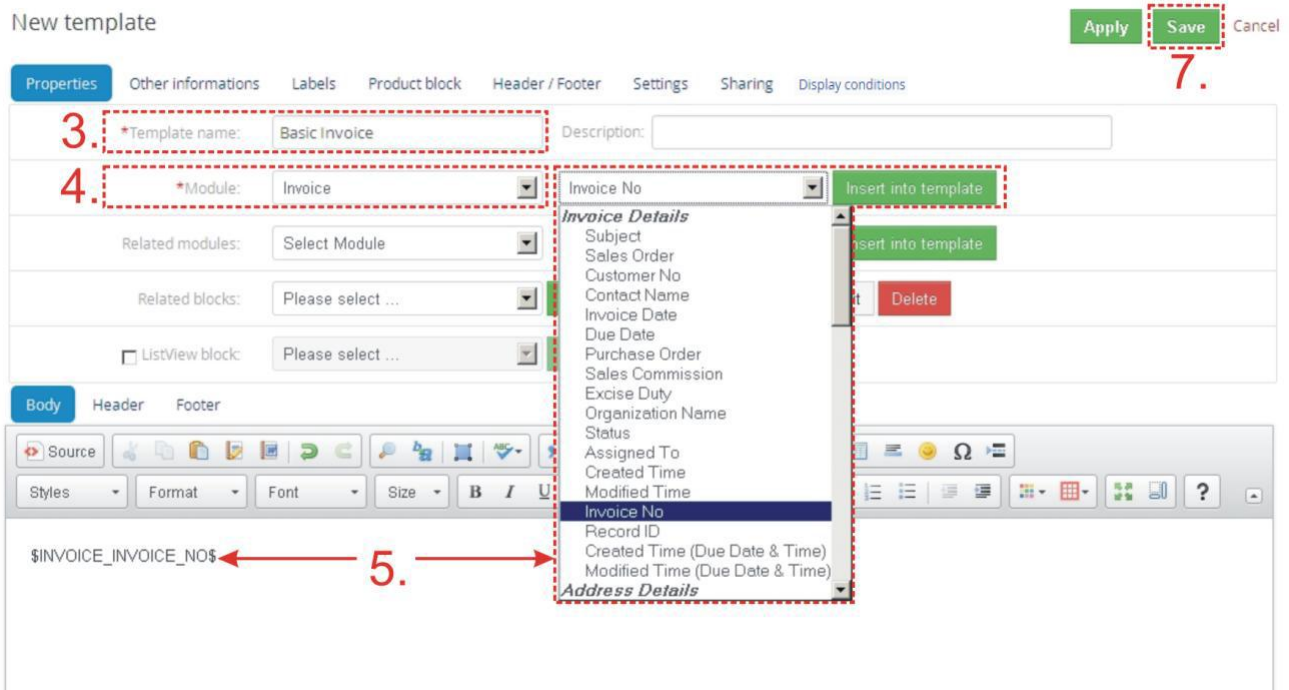 New template
Apply Save Cancel
7.
Properties Other informations Labels Product block Header / Footer Settings Sharing Display conditions
3. *Template name: Basic Invoice Description:
4. *Module: Invoice Invoice No Insert into template
Related modules: Select Module nsert into template
Related blocks: Please select ... t Delete
ListView block: Please select ...
Invoice Details
Subject
Sales Order
Customer No
Contact Name
Invoice Date
Due Date
Purchase Order
Sales Commission
Excise Duty
Organization Name
Status
Assigned To
Created Time
Modified Time
Invoice No
Record ID
Created Time (Due Date & Time)
Modified Time (Due Date & Time)
Address Details
Body Header Footer
Source ABC Ω
Styles Format Font Size B I U ?
$INVOICE_INVOICE_NO$ 5.